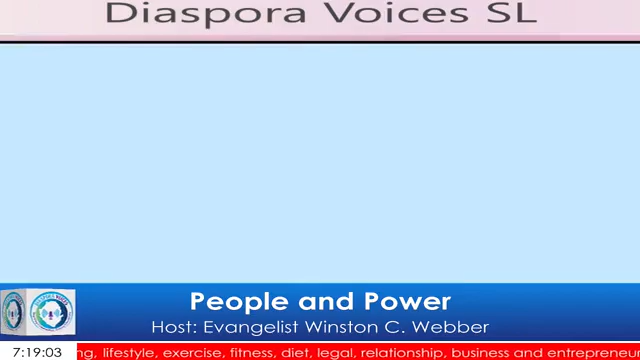 Diaspora Voices SL
People and Power
Host: Evangelist Winston C. Webber
7:19:03
lifestyle, exercise, fitness, diet, legal, relationship, business and